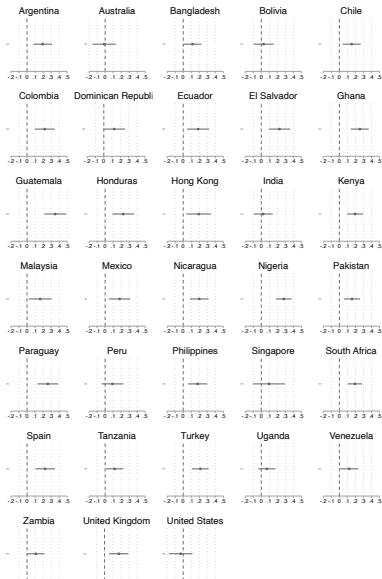 Argentina Australia Bangladesh Bolivia Chile
-.2 -.1 0 .1 .2 .3 .4 .5 -.2 -.1 0 .1 .2 .3 .4 .5 -.2 -.1 0 .1 .2 .3 .4 .5 -.2 -.1 0 .1 .2 .3 .4 .5 -.2 -.1 0 .1 .2 .3 .4 .5
Colombia Dominican Republi Ecuador El Salvador Ghana
-.2 -.1 0 .1 .2 .3 .4 .5 -.2 -.1 0 .1 .2 .3 .4 .5 -.2 -.1 0 .1 .2 .3 .4 .5 -.2 -.1 0 .1 .2 .3 .4 .5 -.2 -.1 0 .1 .2 .3 .4 .5
Guatemala Honduras Hong Kong India Kenya
-.2 -.1 0 .1 .2 .3 .4 .5 -.2 -.1 0 .1 .2 .3 .4 .5 -.2 -.1 0 .1 .2 .3 .4 .5 -.2 -.1 0 .1 .2 .3 .4 .5 -.2 -.1 0 .1 .2 .3 .4 .5
Malaysia Mexico Nicaragua Nigeria Pakistan
-.2 -.1 0 .1 .2 .3 .4 .5 -.2 -.1 0 .1 .2 .3 .4 .5 -.2 -.1 0 .1 .2 .3 .4 .5 -.2 -.1 0 .1 .2 .3 .4 .5 -.2 -.1 0 .1 .2 .3 .4 .5
Paraguay Peru Philippines Singapore South Africa
-.2 -.1 0 .1 .2 .3 .4 .5 -.2 -.1 0 .1 .2 .3 .4 .5 -.2 -.1 0 .1 .2 .3 .4 .5 -.2 -.1 0 .1 .2 .3 .4 .5 -.2 -.1 0 .1 .2 .3 .4 .5
Spain Tanzania Turkey Uganda Venezuela
-.2 -.1 0 .1 .2 .3 .4 .5 -.2 -.1 0 .1 .2 .3 .4 .5 -.2 -.1 0 .1 .2 .3 .4 .5 -.2 -.1 0 .1 .2 .3 .4 .5 -.2 -.1 0 .1 .2 .3 .4 .5
Zambia United Kingdom United States
-.2 -.1 0 .1 .2 .3 .4 .5 -.2 -.1 0 .1 .2 .3 .4 .5 -.2 -.1 0 .1 .2 .3 .4 .5